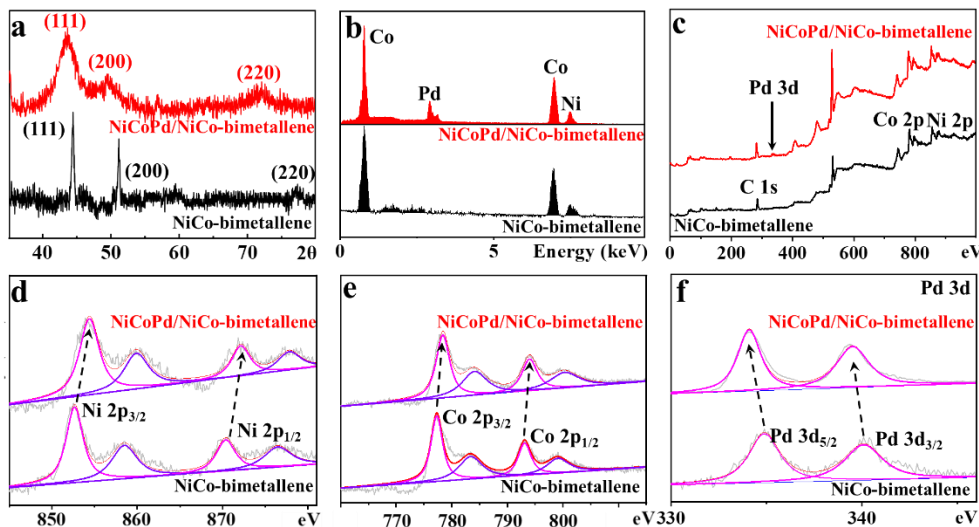 a
(111)
(200)
(220)
NiCoPd/NiCo-bimetallene
(111)
(200)
(220)
NiCo-bimetallene
40 50 60 70 2θ
b
Co
Pd
Co
Ni
NiCoPd/NiCo-bimetallene
NiCo-bimetallene
0 5 Energy (keV)
c
NiCoPd/NiCo-bimetallene
Pd 3d
Co 2p Ni 2p
C 1s
NiCo-bimetallene
0 200 400 600 800 eV
d
NiCoPd/NiCo-bimetallene
Ni 2p3/2
Ni 2p1/2
NiCo-bimetallene
850 860 870 eV
e
NiCoPd/NiCo-bimetallene
Co 2p3/2
Co 2p1/2
NiCo-bimetallene
770 780 790 800 eV
f
Pd 3d
NiCoPd/NiCo-bimetallene
Pd 3d5/2
Pd 3d3/2
NiCo-bimetallene
330 340 eV